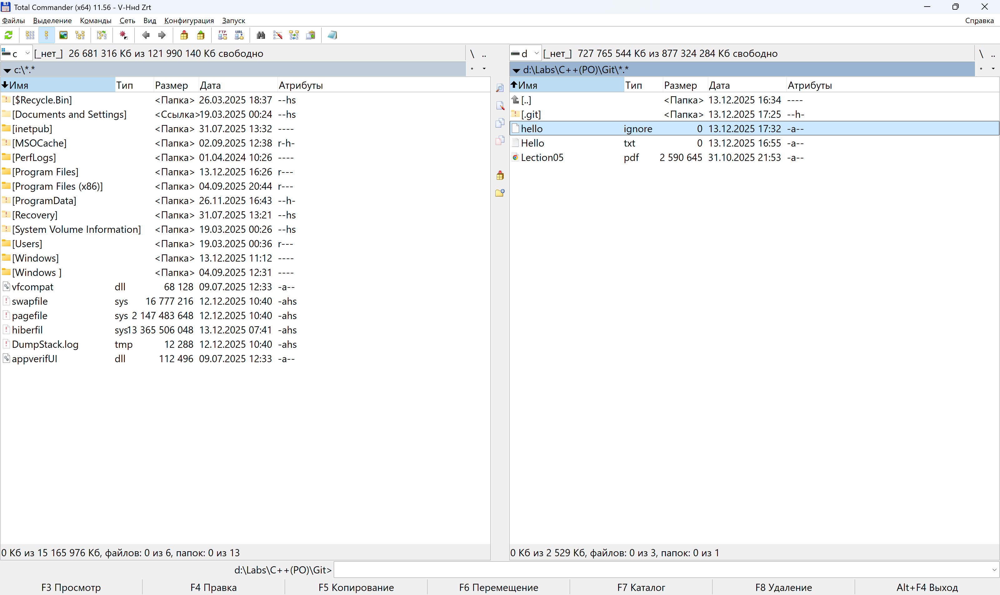 Total Commander (x64) 11.56 - V-Hнd Zrt
Файлы Выделение Команды Сеть Вид Конфигурация Запуск Справка
FTP URL
c [_нет_] 26 681 316 Кб из 121 990 140 Кб свободно \ ..
c:\*.* *
Имя Тип Размер Дата Атрибуты
[$Recycle.Bin] <Папка> 26.03.2025 18:37 --hs
[Documents and Settings] <Ссылка> 19.03.2025 00:24 --hs
[inetpub] <Папка> 31.07.2025 13:32 ----
[MSOCache] <Папка> 02.09.2025 12:38 r-h-
[PerfLogs] <Папка> 01.04.2024 10:26 ----
[Program Files] <Папка> 13.12.2025 16:26 r---
[Program Files (x86)] <Папка> 04.09.2025 20:44 r---
[ProgramData] <Папка> 26.11.2025 16:43 --h-
[Recovery] <Папка> 31.07.2025 13:21 --hs
[System Volume Information] <Папка> 19.03.2025 00:26 --hs
[Users] <Папка> 19.03.2025 00:36 r---
[Windows] <Папка> 13.12.2025 11:12 ----
[Windows ] <Папка> 04.09.2025 12:31 ----
vfcompat dll 68 128 09.07.2025 12:33 -a--
swapfile sys 16 777 216 12.12.2025 10:40 -ahs
pagefile sys 2 147 483 648 12.12.2025 10:40 -ahs
hiberfil sys 13 365 506 048 13.12.2025 07:41 -ahs
DumpStack.log tmp 12 288 12.12.2025 10:40 -ahs
appverifUI dll 112 496 09.07.2025 12:33 -a--
0 Кб из 15 165 976 Кб, файлов: 0 из 6, папок: 0 из 13
d [_нет_] 727 765 544 Кб из 877 324 284 Кб свободно \ ..
d:\Labs\C++(PO)\Git\*.* *
Имя Тип Размер Дата Атрибуты
[..] <Папка> 13.12.2025 16:34 ----
[.git] <Папка> 13.12.2025 17:25 --h-
hello ignore 0 13.12.2025 17:32 -a--
Hello txt 0 13.12.2025 16:55 -a--
Lection05 pdf 2 590 645 31.10.2025 21:53 -a--
0 Кб из 2 529 Кб, файлов: 0 из 3, папок: 0 из 1
d:\Labs\C++(PO)\Git>
F3 Просмотр F4 Правка F5 Копирование F6 Перемещение F7 Каталог F8 Удаление Alt+F4 Выход